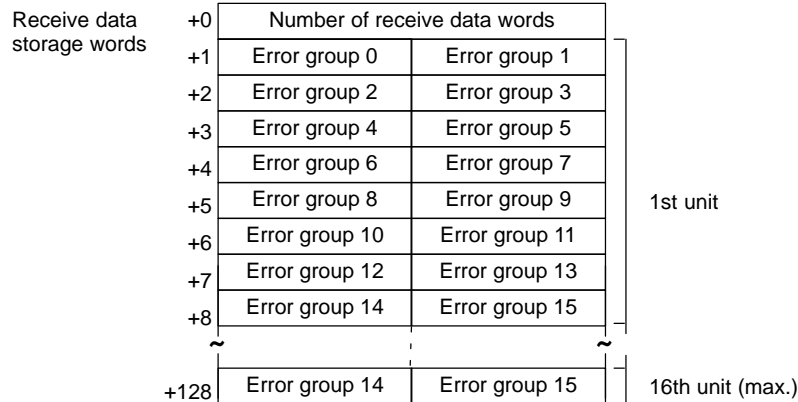 Receive data
storage words
+0 Number of receive data words
+1 Error group 0 Error group 1
+2 Error group 2 Error group 3
+3 Error group 4 Error group 5
+4 Error group 6 Error group 7
+5 Error group 8 Error group 9
1st unit
+6 Error group 10 Error group 11
+7 Error group 12 Error group 13
+8 Error group 14 Error group 15
~ ~
+128 Error group 14 Error group 15 16th unit (max.)